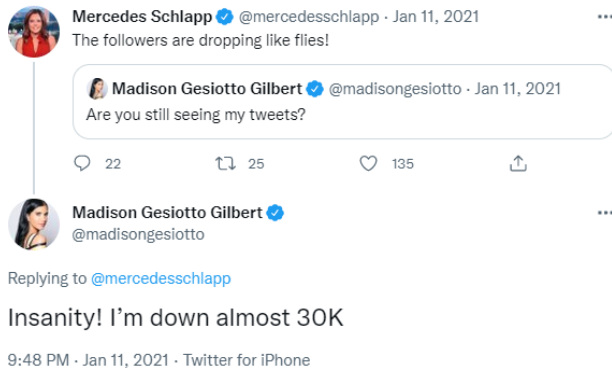 Mercedes Schlapp @mercedesschlapp · Jan 11, 2021
The followers are dropping like flies!
Madison Gesiotto Gilbert @madisongesiotto · Jan 11, 2021
Are you still seeing my tweets?
22 25 135
Madison Gesiotto Gilbert
@madisongesiotto
Replying to @mercedesschlapp
Insanity! I’m down almost 30K
9:48 PM · Jan 11, 2021 · Twitter for iPhone